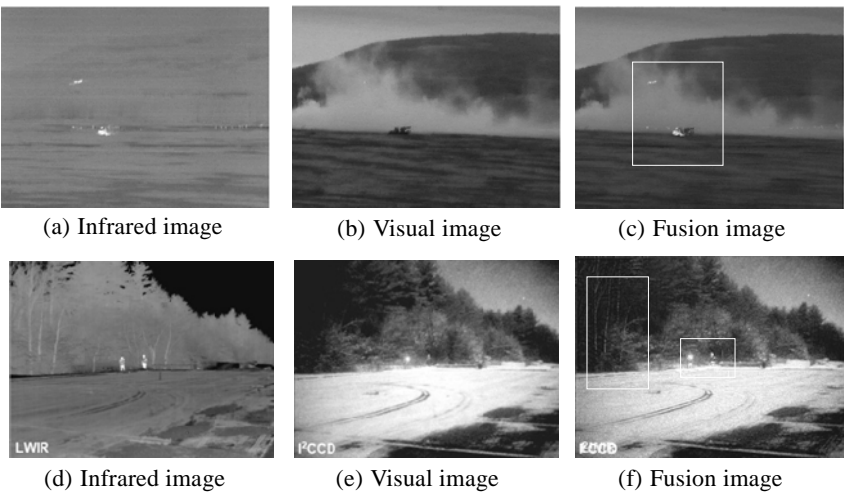 (a) Infrared image
(b) Visual image
(c) Fusion image
LWIR
I²CCD
(d) Infrared image
(e) Visual image
(f) Fusion image